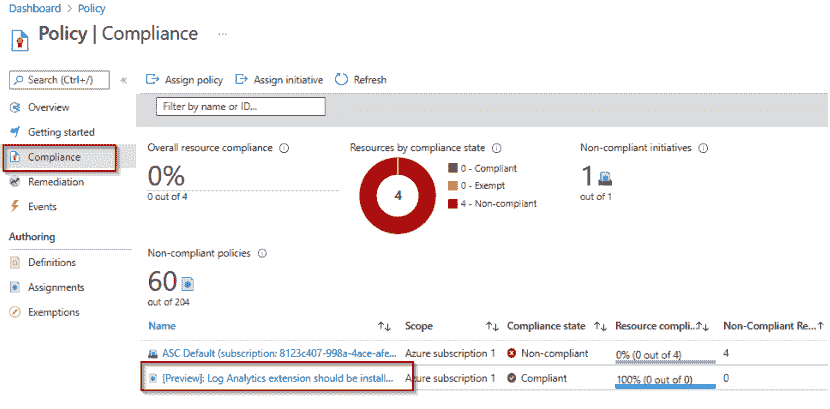 Dashboard > Policy
Policy | Compliance ...
Search (Ctrl+/)
«
Overview
Getting started
Compliance
Remediation
Events
Authoring
Definitions
Assignments
Exemptions
Assign policy
Assign initiative
Refresh
Filter by name or ID...
Overall resource compliance
0%
0 out of 4
Resources by compliance state
4
0 - Compliant
0 - Exempt
4 - Non-compliant
Non-compliant initiatives
1
out of 1
Non-compliant policies
60
out of 204
Name Scope Compliance state Resource compli... Non-Compliant Re...
ASC Default (subscription: 8123c407-998a-4ace-afe... Azure subscription 1 Non-compliant 0% (0 out of 4) 4
[Preview]: Log Analytics extension should be install... Azure subscription 1 Compliant 100% (0 out of 0) 0